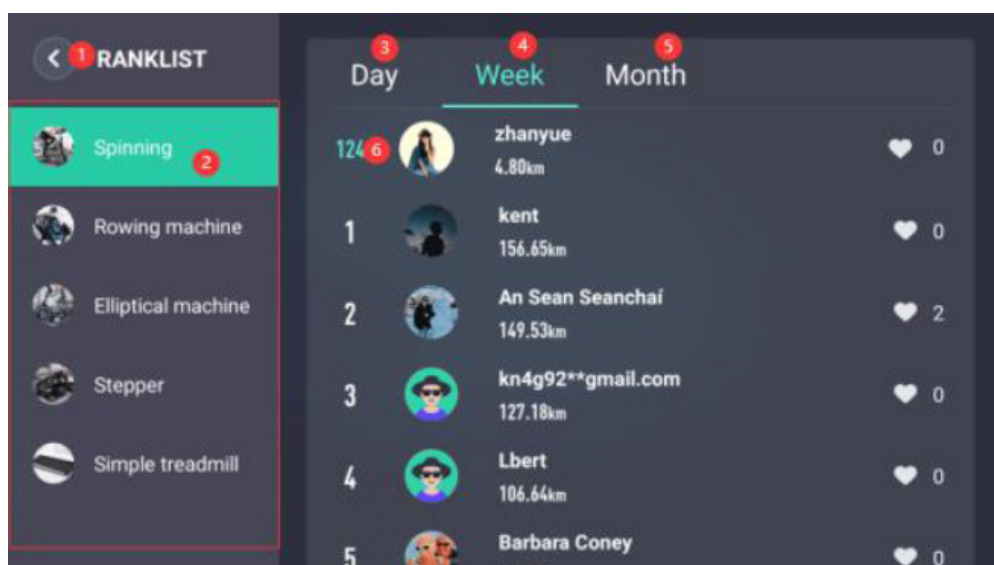 1 RANKLIST
Spinning 2
Rowing machine
Elliptical machine
Stepper
Simple treadmill
3 4 5
Day Week Month
124 6 zhanyue 0
4.80km
1 kent 0
156.65km
2 An Sean Seanchaí 2
149.53km
3 kn4g92**gmail.com 0
127.18km
4 Lbert 0
106.64km
5 Barbara Coney 0